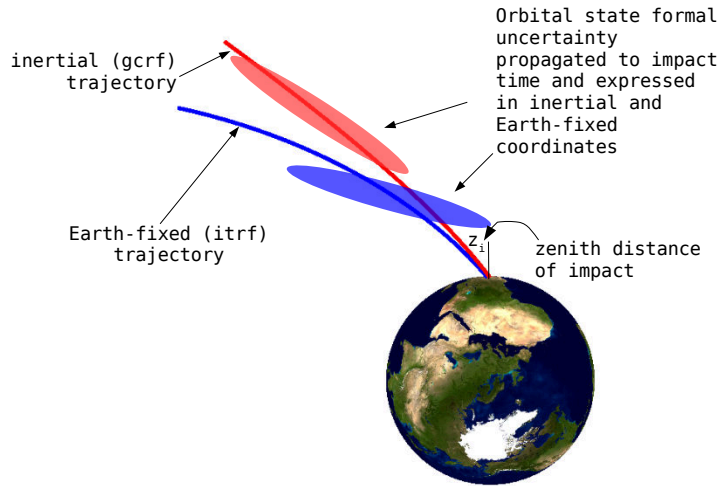 Orbital state formal
uncertainty
propagated to impact
time and expressed
in inertial and
Earth-fixed
coordinates
inertial (gcrf)
trajectory
Earth-fixed (itrf)
trajectory
z_i
zenith distance
of impact